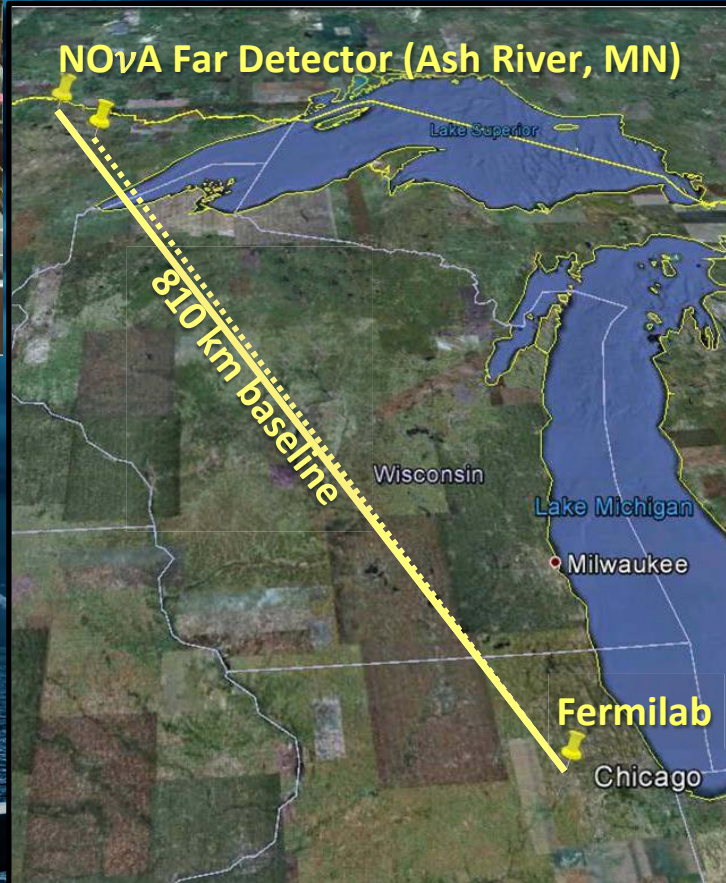 NOνA Far Detector (Ash River, MN)
Lake Superior
810 km baseline
Wisconsin
Lake Michigan
Milwaukee
Fermilab
Chicago